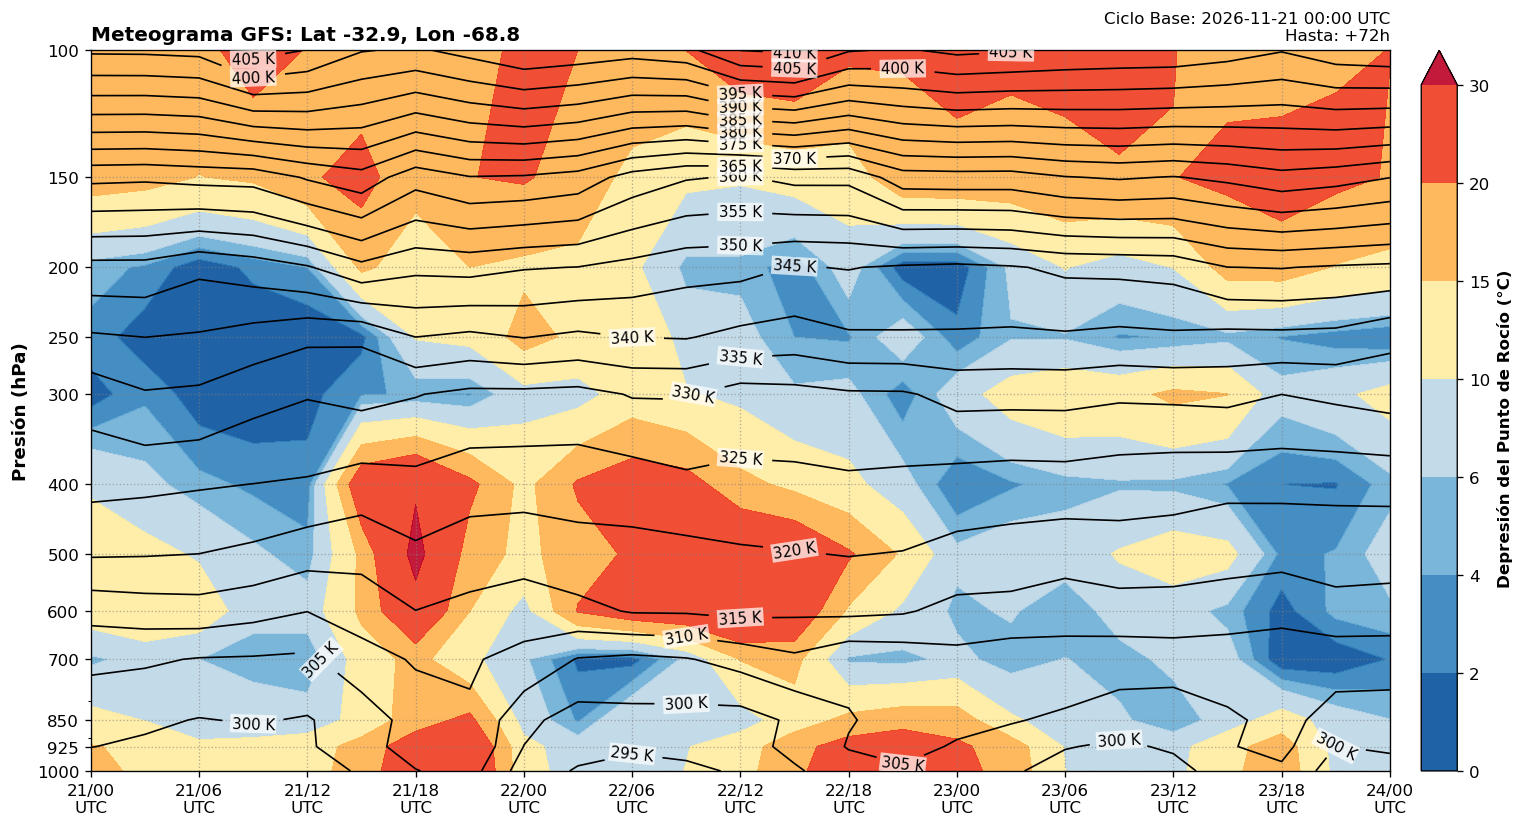 Ciclo Base: 2026-11-21 00:00 UTC
Meteograma GFS: Lat -32.9, Lon -68.8
Hasta: +72h
Presión (hPa)
100
150
200
250
300
400
500
600
700
850
925
1000
405 K
400 K
410 K
405 K
400 K
405 K
395 K
390 K
385 K
380 K
375 K
370 K
365 K
360 K
355 K
350 K
345 K
340 K
335 K
330 K
325 K
320 K
315 K
310 K
305 K
300 K
300 K
295 K
305 K
300 K
300 K
21/00
UTC
21/06
UTC
21/12
UTC
21/18
UTC
22/00
UTC
22/06
UTC
22/12
UTC
22/18
UTC
23/00
UTC
23/06
UTC
23/12
UTC
23/18
UTC
24/00
UTC
30
20
15
10
6
4
2
0
Depresión del Punto de Rocío (°C)